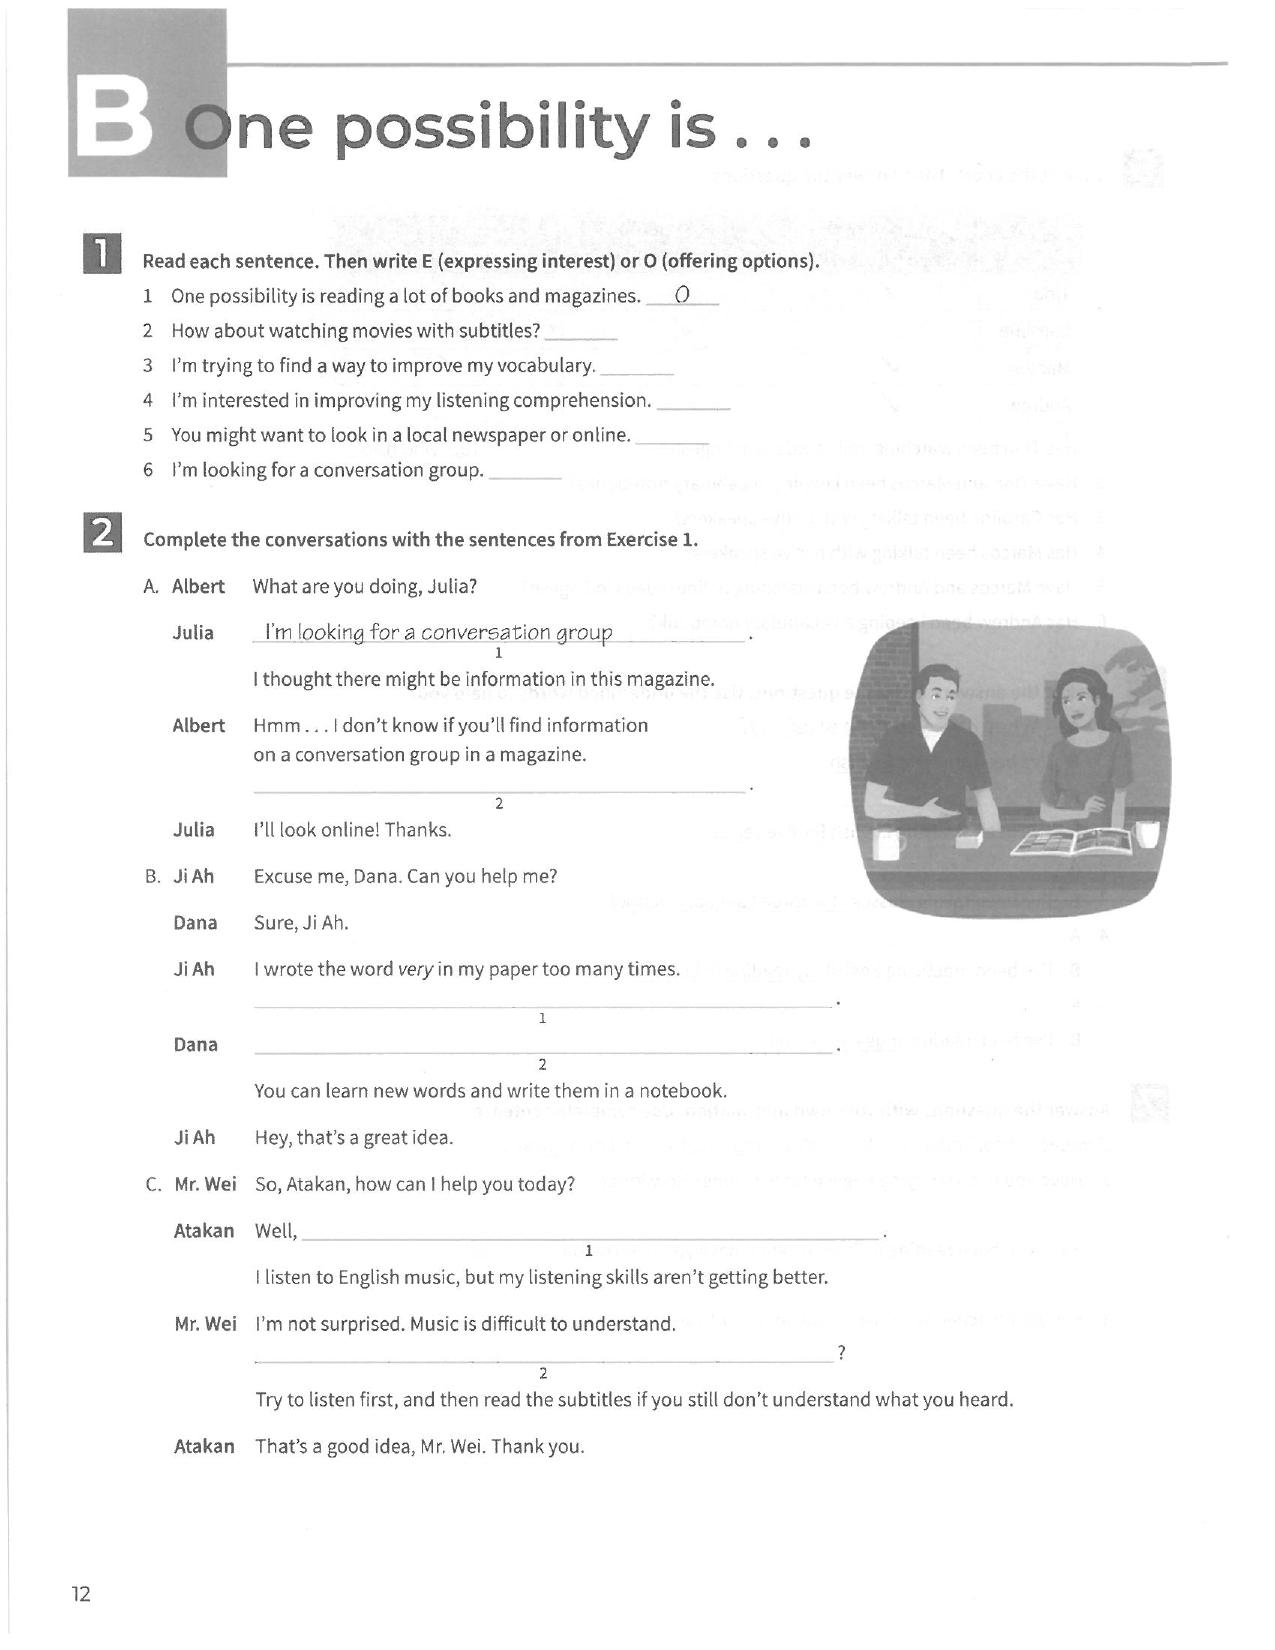 B One possibility is . . .
1 Read each sentence. Then write E (expressing interest) or O (offering options).
1 One possibility is reading a lot of books and magazines. O
2 How about watching movies with subtitles? ______
3 I'm trying to find a way to improve my vocabulary. ______
4 I'm interested in improving my listening comprehension. ______
5 You might want to look in a local newspaper or online. ______
6 I'm looking for a conversation group. ______
2 Complete the conversations with the sentences from Exercise 1.
A. Albert What are you doing, Julia?
Julia I'm looking for a conversation group .
1
I thought there might be information in this magazine.
Albert Hmm . . . I don't know if you'll find information
on a conversation group in a magazine.
______ .
2
Julia I'll look online! Thanks.
B. Ji Ah Excuse me, Dana. Can you help me?
Dana Sure, Ji Ah.
Ji Ah I wrote the word very in my paper too many times.
______ .
1
Dana ______ .
2
You can learn new words and write them in a notebook.
Ji Ah Hey, that's a great idea.
C. Mr. Wei So, Atakan, how can I help you today?
Atakan Well, ______ .
1
I listen to English music, but my listening skills aren't getting better.
Mr. Wei I'm not surprised. Music is difficult to understand.
______ ?
2
Try to listen first, and then read the subtitles if you still don't understand what you heard.
Atakan That's a good idea, Mr. Wei. Thank you.
12